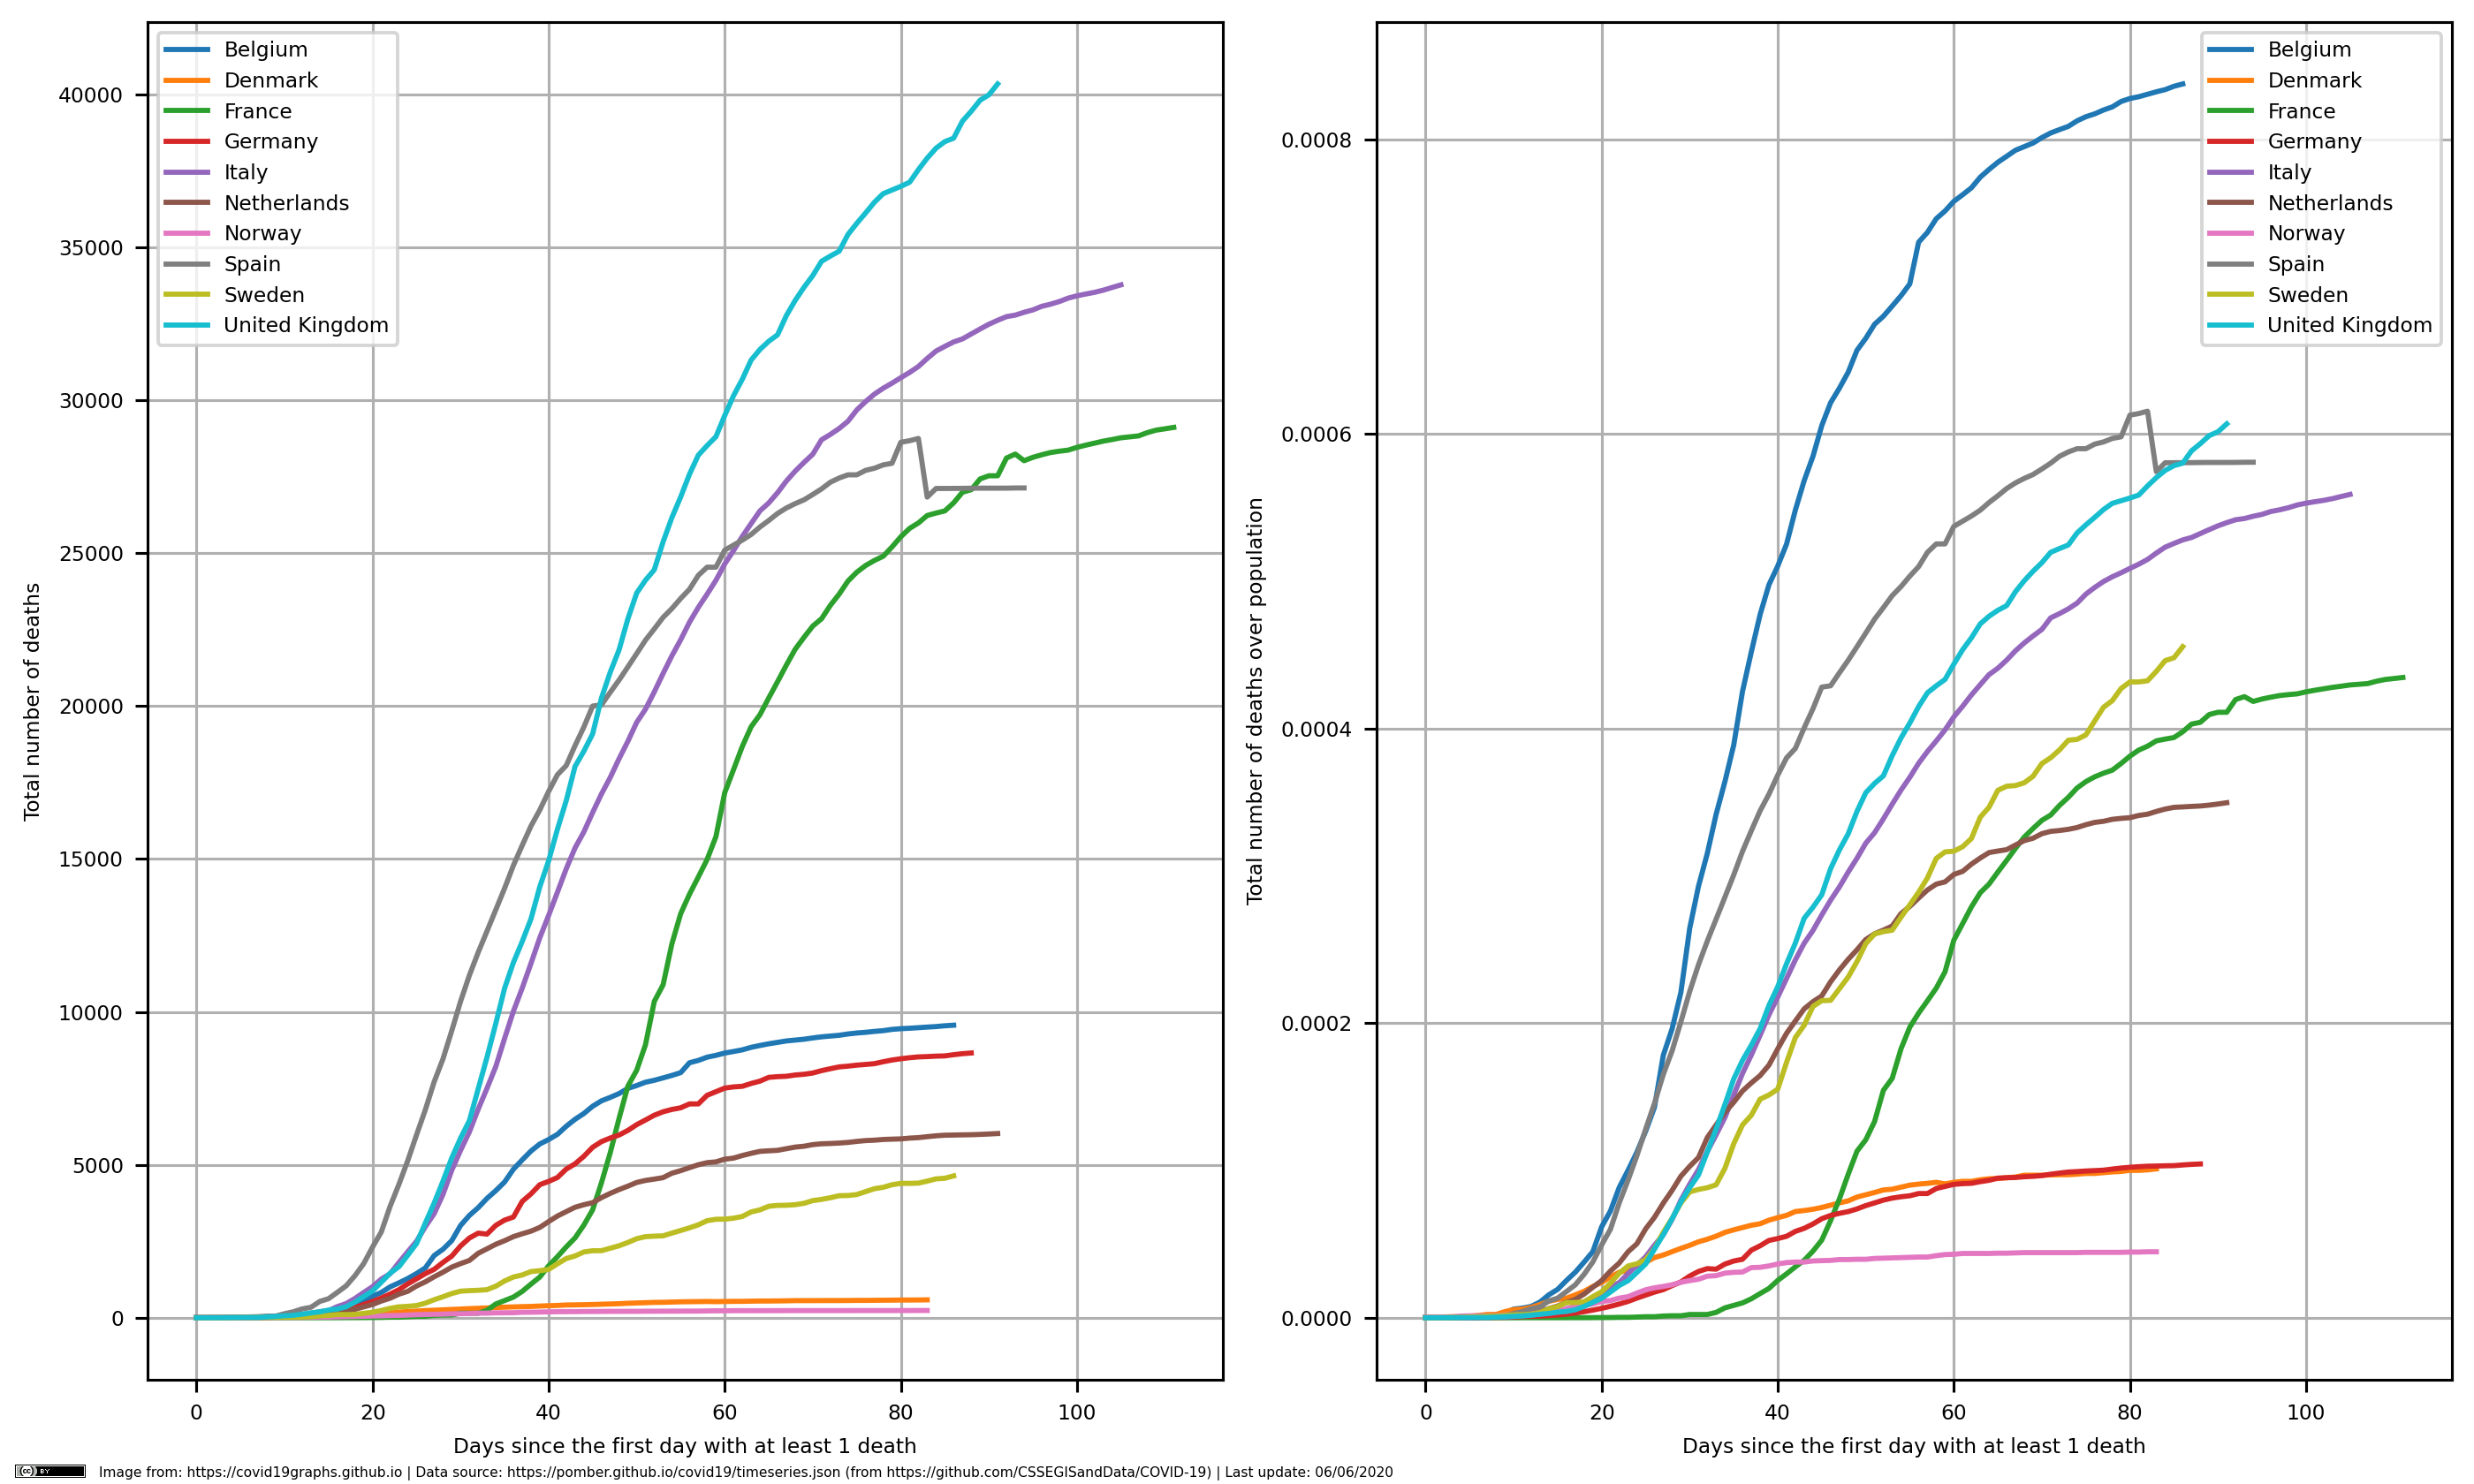 Belgium
Denmark
France
Germany
Italy
Netherlands
Norway
Spain
Sweden
United Kingdom
40000
35000
30000
25000
20000
15000
10000
5000
0
Total number of deaths
0 20 40 60 80 100
Days since the first day with at least 1 death
Belgium
Denmark
France
Germany
Italy
Netherlands
Norway
Spain
Sweden
United Kingdom
0.0008
0.0006
0.0004
0.0002
0.0000
Total number of deaths over population
0 20 40 60 80 100
Days since the first day with at least 1 death
(cc) BY Image from: https://covid19graphs.github.io | Data source: https://pomber.github.io/covid19/timeseries.json (from https://github.com/CSSEGISandData/COVID-19) | Last update: 06/06/2020